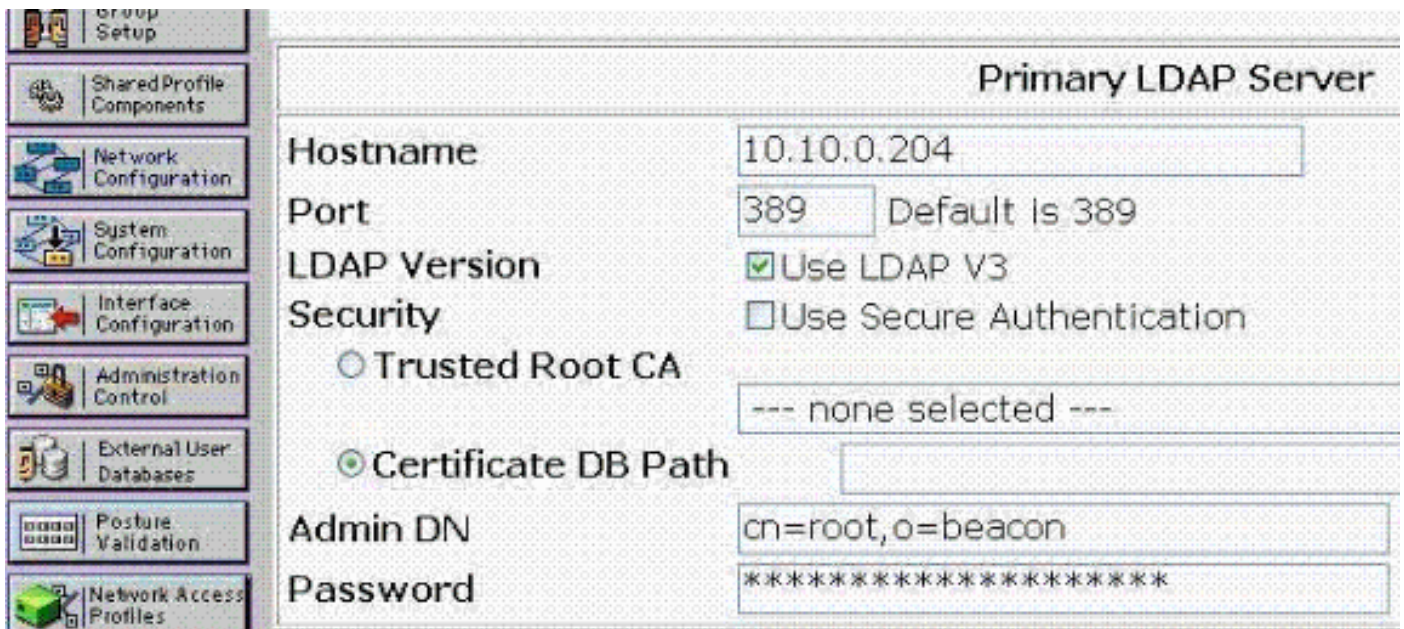 Group
Setup
Shared Profile
Components
Network
Configuration
System
Configuration
Interface
Configuration
Administration
Control
External User
Databases
Posture
Validation
Network Access
Profiles
Primary LDAP Server
Hostname 10.10.0.204
Port 389 Default is 389
LDAP Version Use LDAP V3
Security Use Secure Authentication
Trusted Root CA
--- none selected ---
Certificate DB Path
Admin DN cn=root,o=beacon
Password ********************